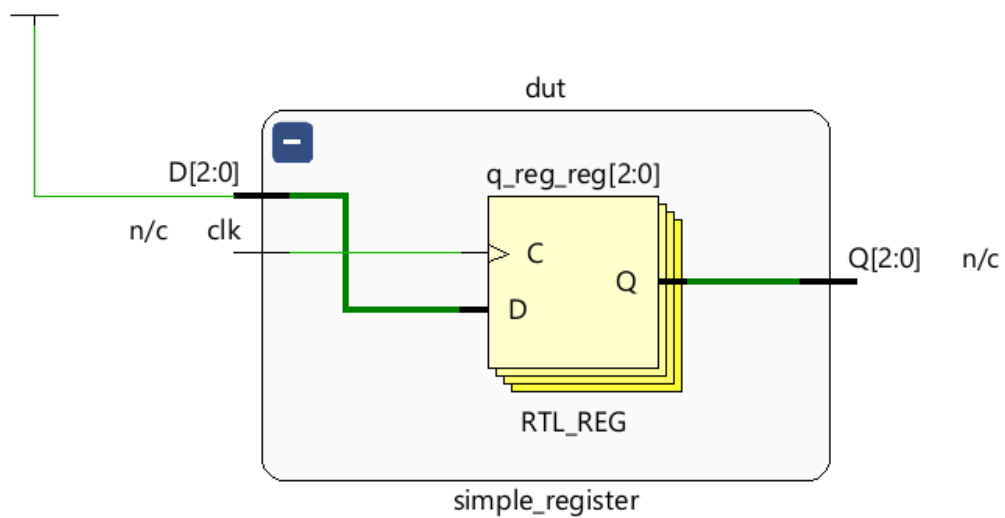 dut
D[2:0]
q_reg_reg[2:0]
n/c clk
C
Q[2:0] n/c
Q
D
RTL_REG
simple_register